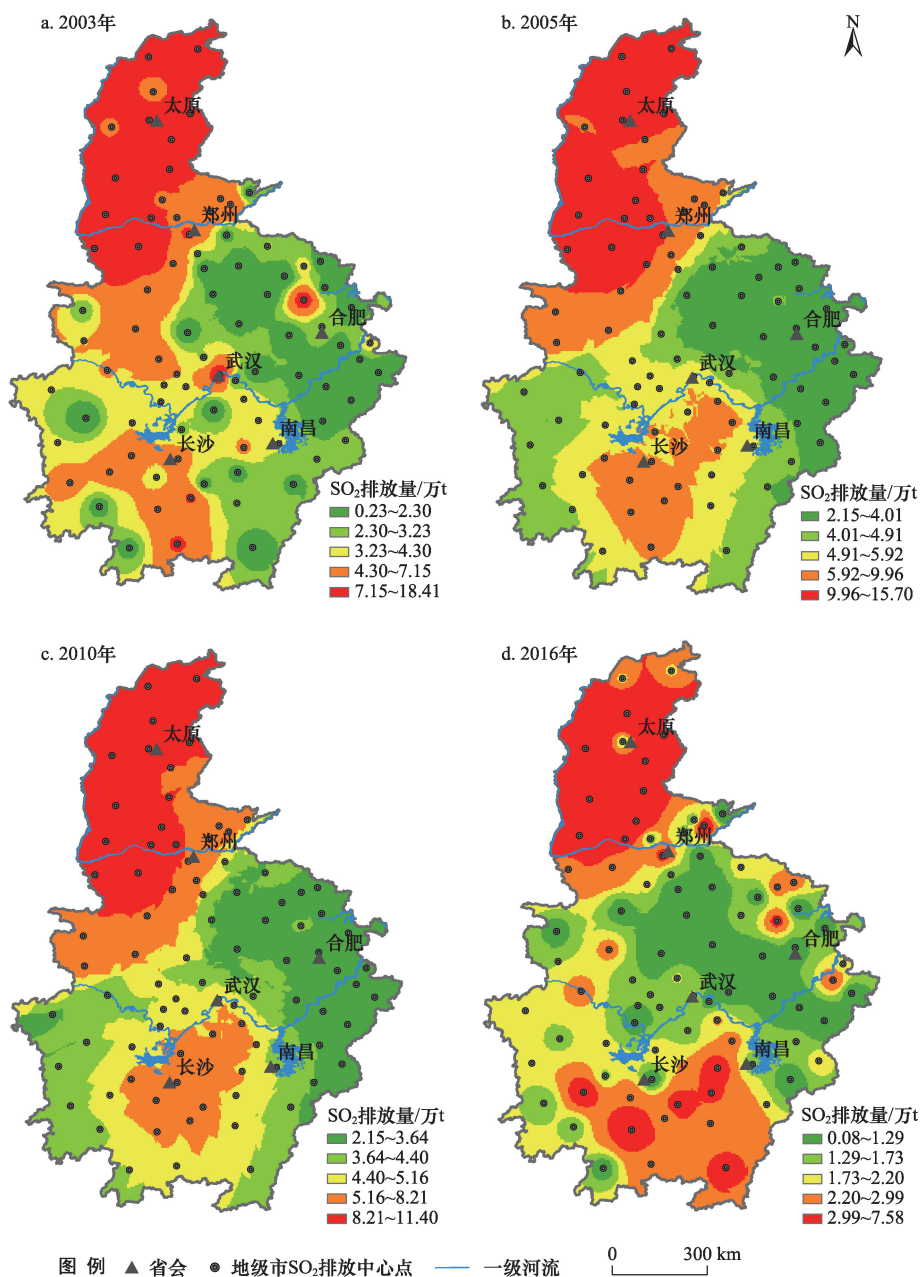 a. 2003年
太原
郑州
合肥
武汉
南昌
长沙
SO₂排放量/万t
0.23~2.30
2.30~3.23
3.23~4.30
4.30~7.15
7.15~18.41
b. 2005年
N
太原
郑州
合肥
武汉
南昌
长沙
SO₂排放量/万t
2.15~4.01
4.01~4.91
4.91~5.92
5.92~9.96
9.96~15.70
c. 2010年
太原
郑州
合肥
武汉
南昌
长沙
SO₂排放量/万t
2.15~3.64
3.64~4.40
4.40~5.16
5.16~8.21
8.21~11.40
d. 2016年
太原
郑州
合肥
武汉
南昌
长沙
SO₂排放量/万t
0.08~1.29
1.29~1.73
1.73~2.20
2.20~2.99
2.99~7.58
图 例 省会 地级市SO₂排放中心点 一级河流
0 300 km